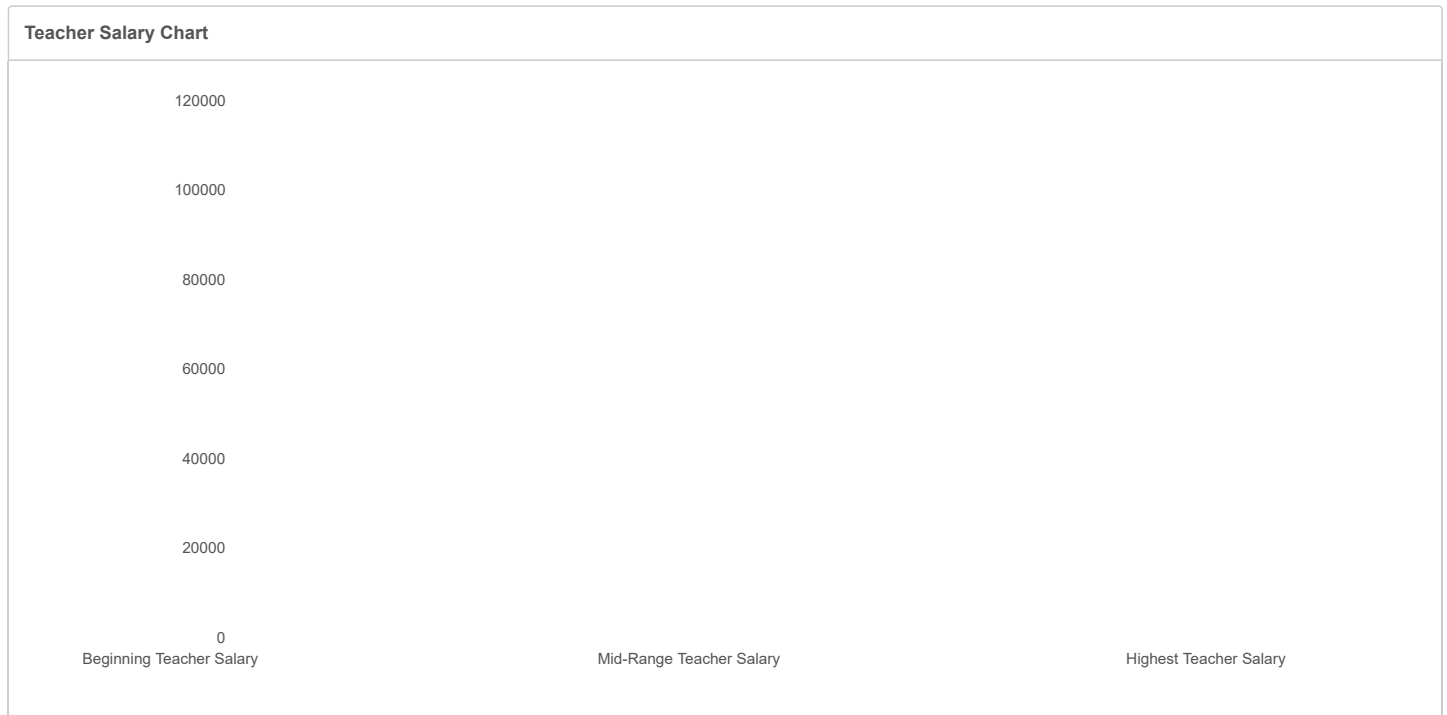 Teacher Salary Chart
120000
100000
80000
60000
40000
20000
0
Beginning Teacher Salary
Mid-Range Teacher Salary
Highest Teacher Salary